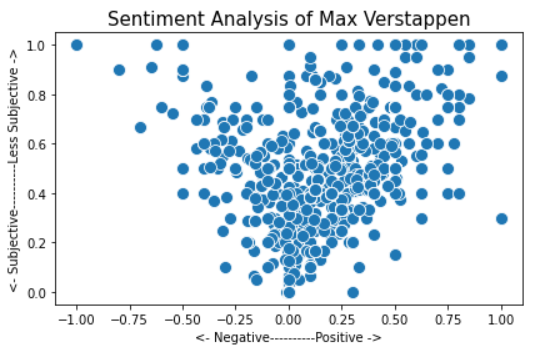 Sentiment Analysis of Max Verstappen
<- Subjective----------Less Subjective ->
1.0
0.8
0.6
0.4
0.2
0.0
−1.00 −0.75 −0.50 −0.25 0.00 0.25 0.50 0.75 1.00
<- Negative----------Positive ->